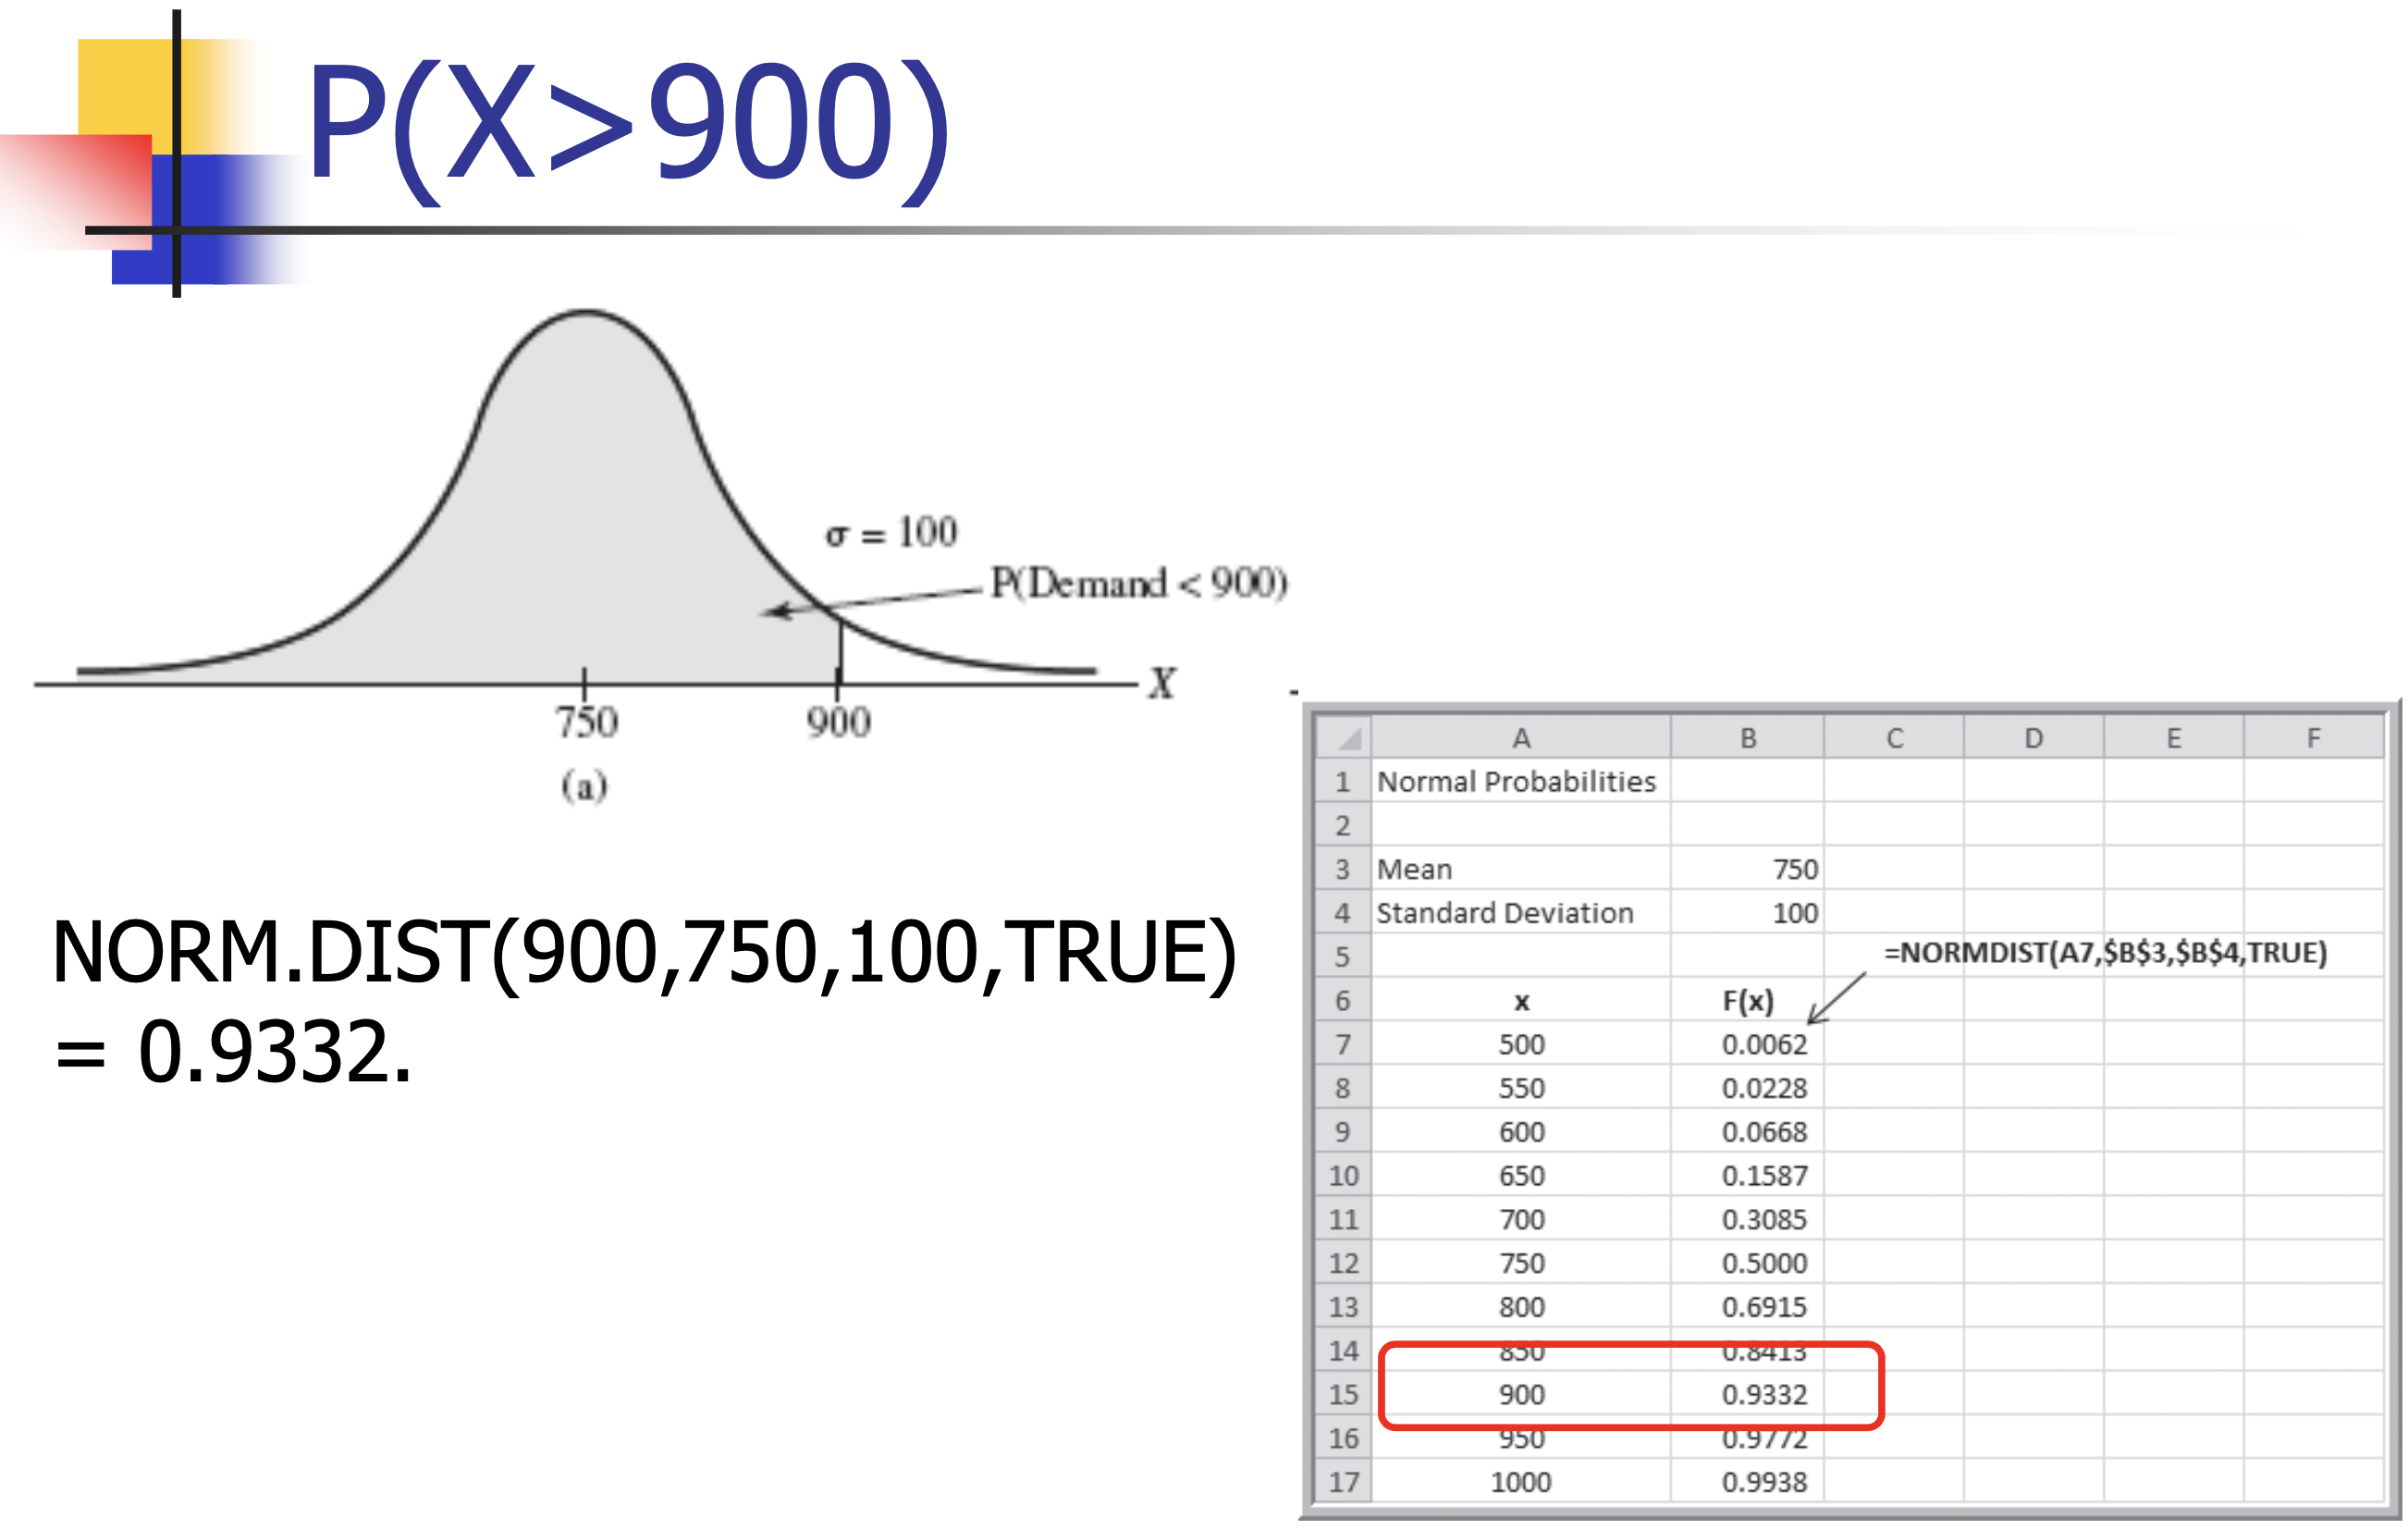 P(X>900)
σ = 100
P(Demand < 900)
X
750 900
(a)
NORM.DIST(900,750,100,TRUE)
= 0.9332.
A B C D E F
1 Normal Probabilities
2
3 Mean 750
4 Standard Deviation 100
5 =NORMDIST(A7,$B$3,$B$4,TRUE)
6 x F(x)
7 500 0.0062
8 550 0.0228
9 600 0.0668
10 650 0.1587
11 700 0.3085
12 750 0.5000
13 800 0.6915
14 850 0.8413
15 900 0.9332
16 950 0.9772
17 1000 0.9938